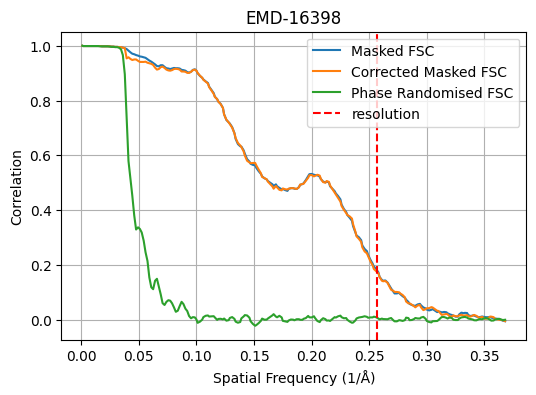 EMD-16398
Masked FSC
Corrected Masked FSC
Phase Randomised FSC
resolution
Correlation
1.0
0.8
0.6
0.4
0.2
0.0
0.00 0.05 0.10 0.15 0.20 0.25 0.30 0.35
Spatial Frequency (1/Å)